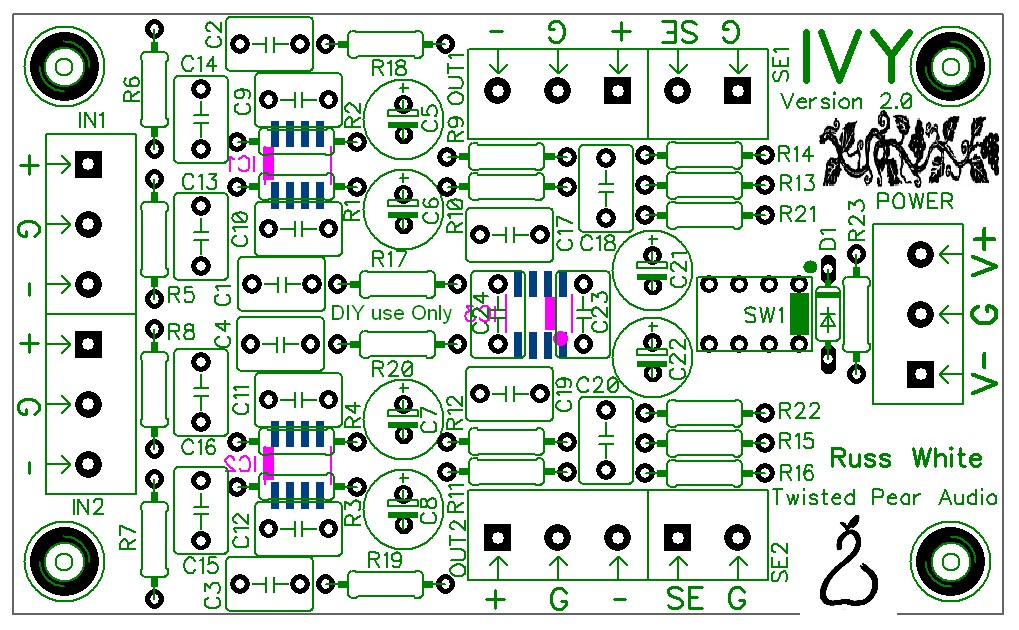 - G + SE G
IVY
Version 2.0
C2
R18
OUT1
SE1
C14
R6
C9
R2
C5
R9
IN1
+
G
-
IC1
C13
C10
R1
C6
R10
C17
C18
R14
R13
R21
POWER
R17
C1
R5
C21
D1
R23
V+
G
V-
DIY use Only
C24
IC3
C23
SW1
+
G
-
R8
C4
R20
C22
C11
R4
C7
R12
C19
C20
R22
R15
R16
C16
IC2
Russ White
Twisted Pear Audio
IN2
R7
C12
R3
C8
R11
C15
C3
R19
OUT2
SE2
+ G - SE G